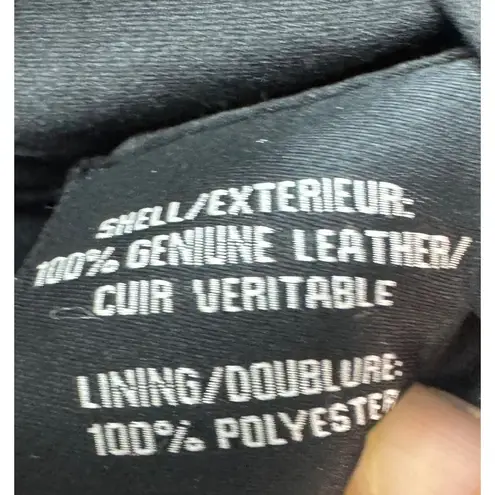 SHELL/EXTERIEUR:
100% GENIUNE LEATHER/
CUIR VERITABLE
LINING/DOUBLURE:
100% POLYESTER